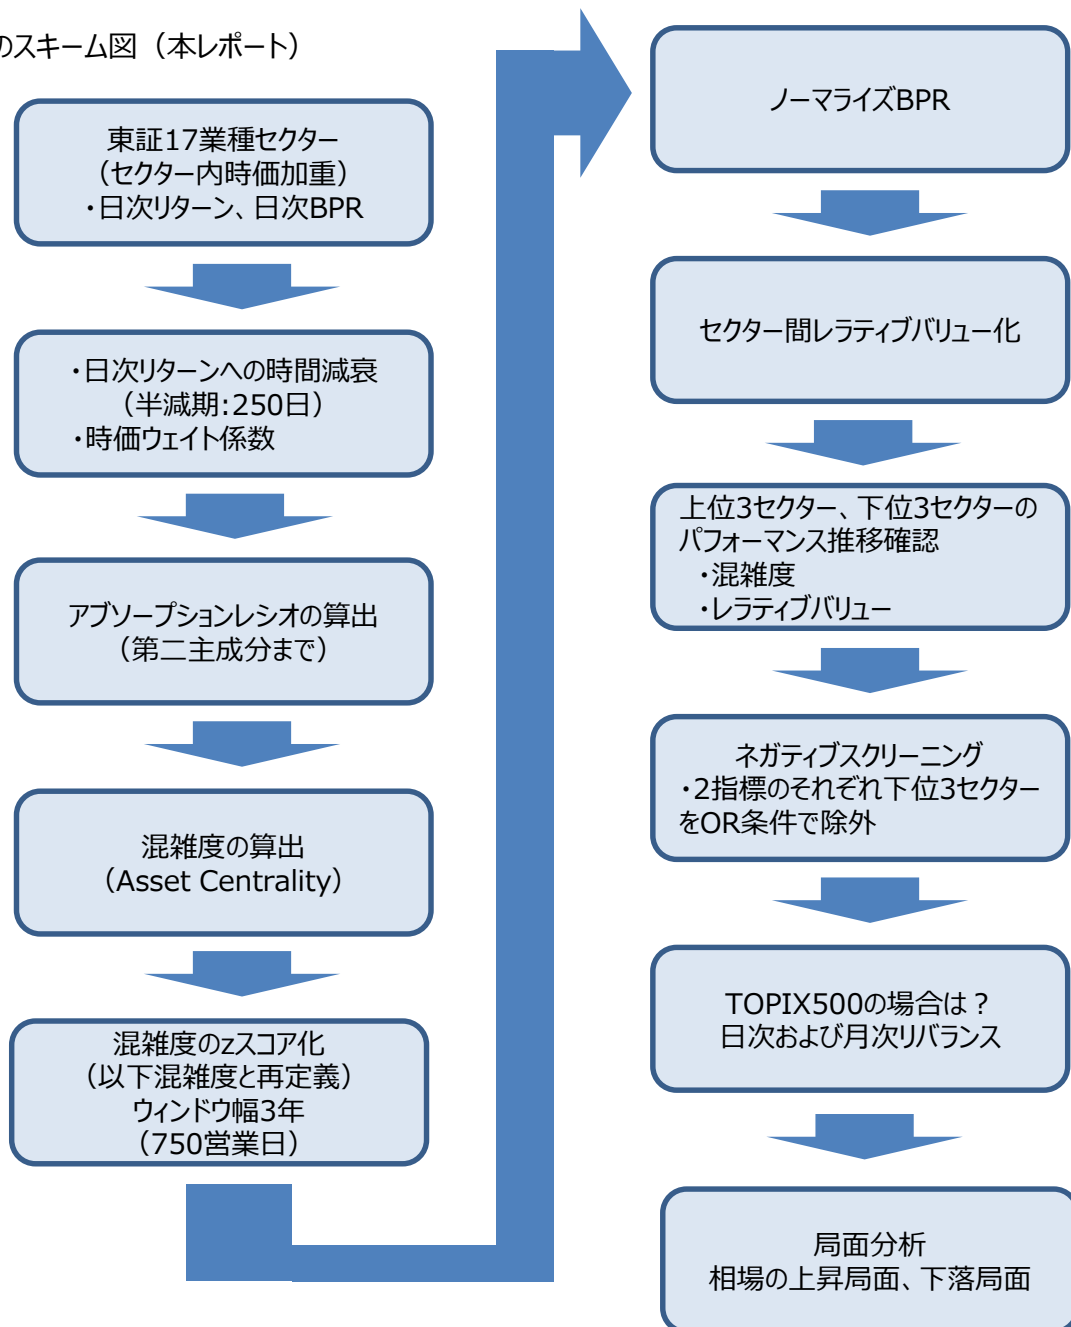 のスキーム図（本レポート）
東証17業種セクター
（セクター内時価加重）
・日次リターン、日次BPR
・日次リターンへの時間減衰
（半減期:250日）
・時価ウェイト係数
アブソープションレシオの算出
（第二主成分まで）
混雑度の算出
（Asset Centrality）
混雑度のzスコア化
（以下混雑度と再定義）
ウィンドウ幅3年
（750営業日）
ノーマライズBPR
セクター間レラティブバリュー化
上位3セクター、下位3セクターの
パフォーマンス推移確認
・混雑度
・レラティブバリュー
ネガティブスクリーニング
・2指標のそれぞれ下位3セクター
をOR条件で除外
TOPIX500の場合は？
日次および月次リバランス
局面分析
相場の上昇局面、下落局面